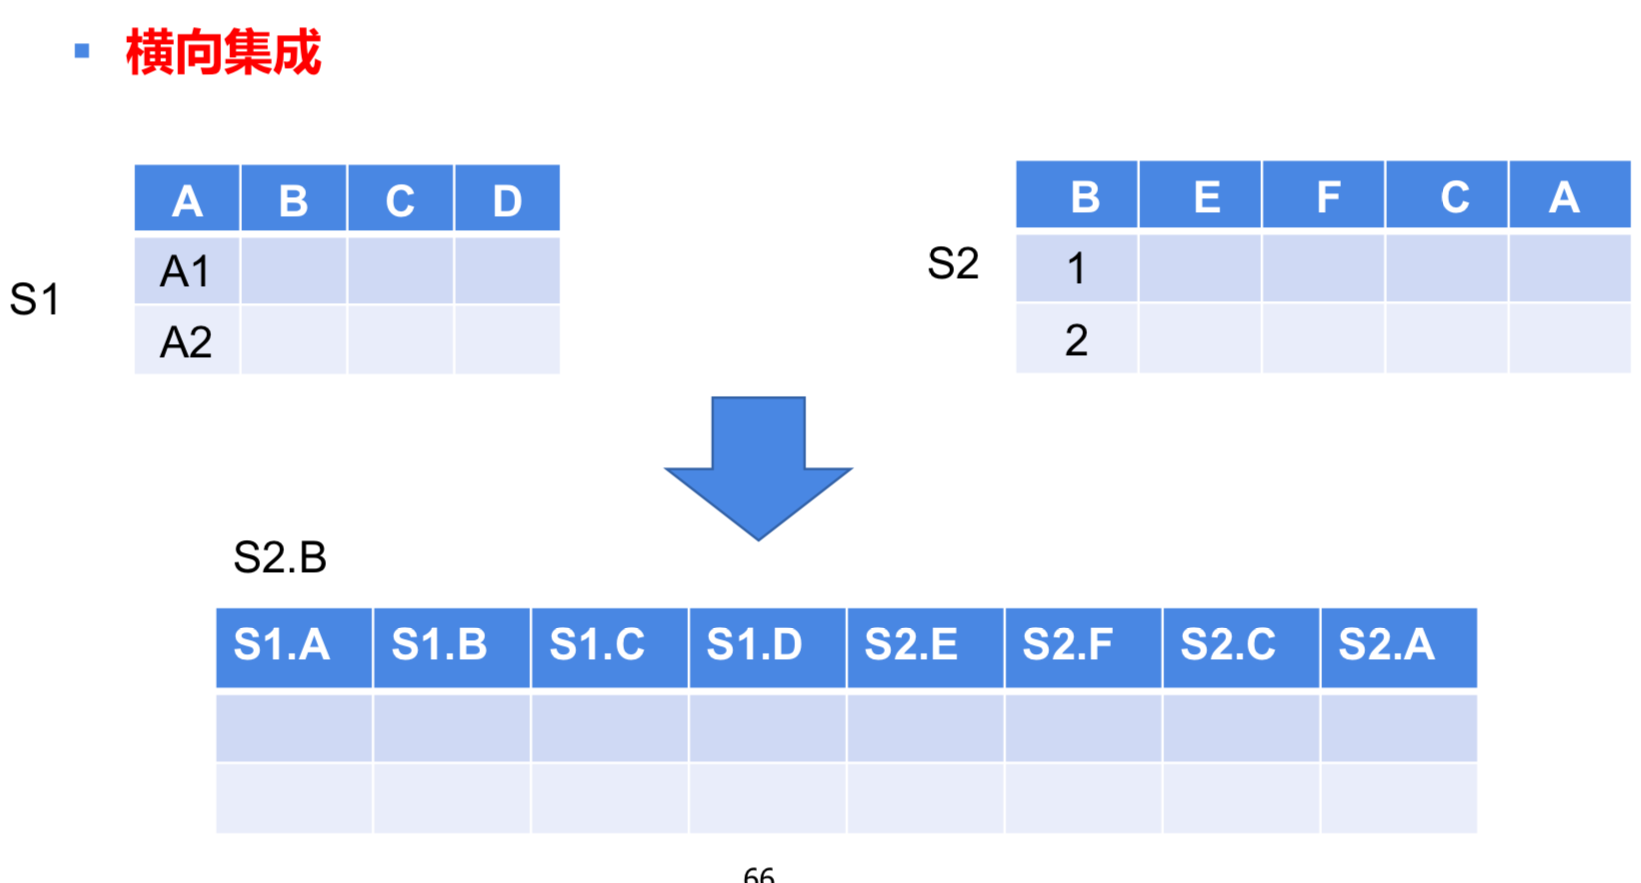 横向集成
A B C D
A1
A2
S1
B E F C A
1
2
S2
S2.B
S1.A S1.B S1.C S1.D S2.E S2.F S2.C S2.A
66